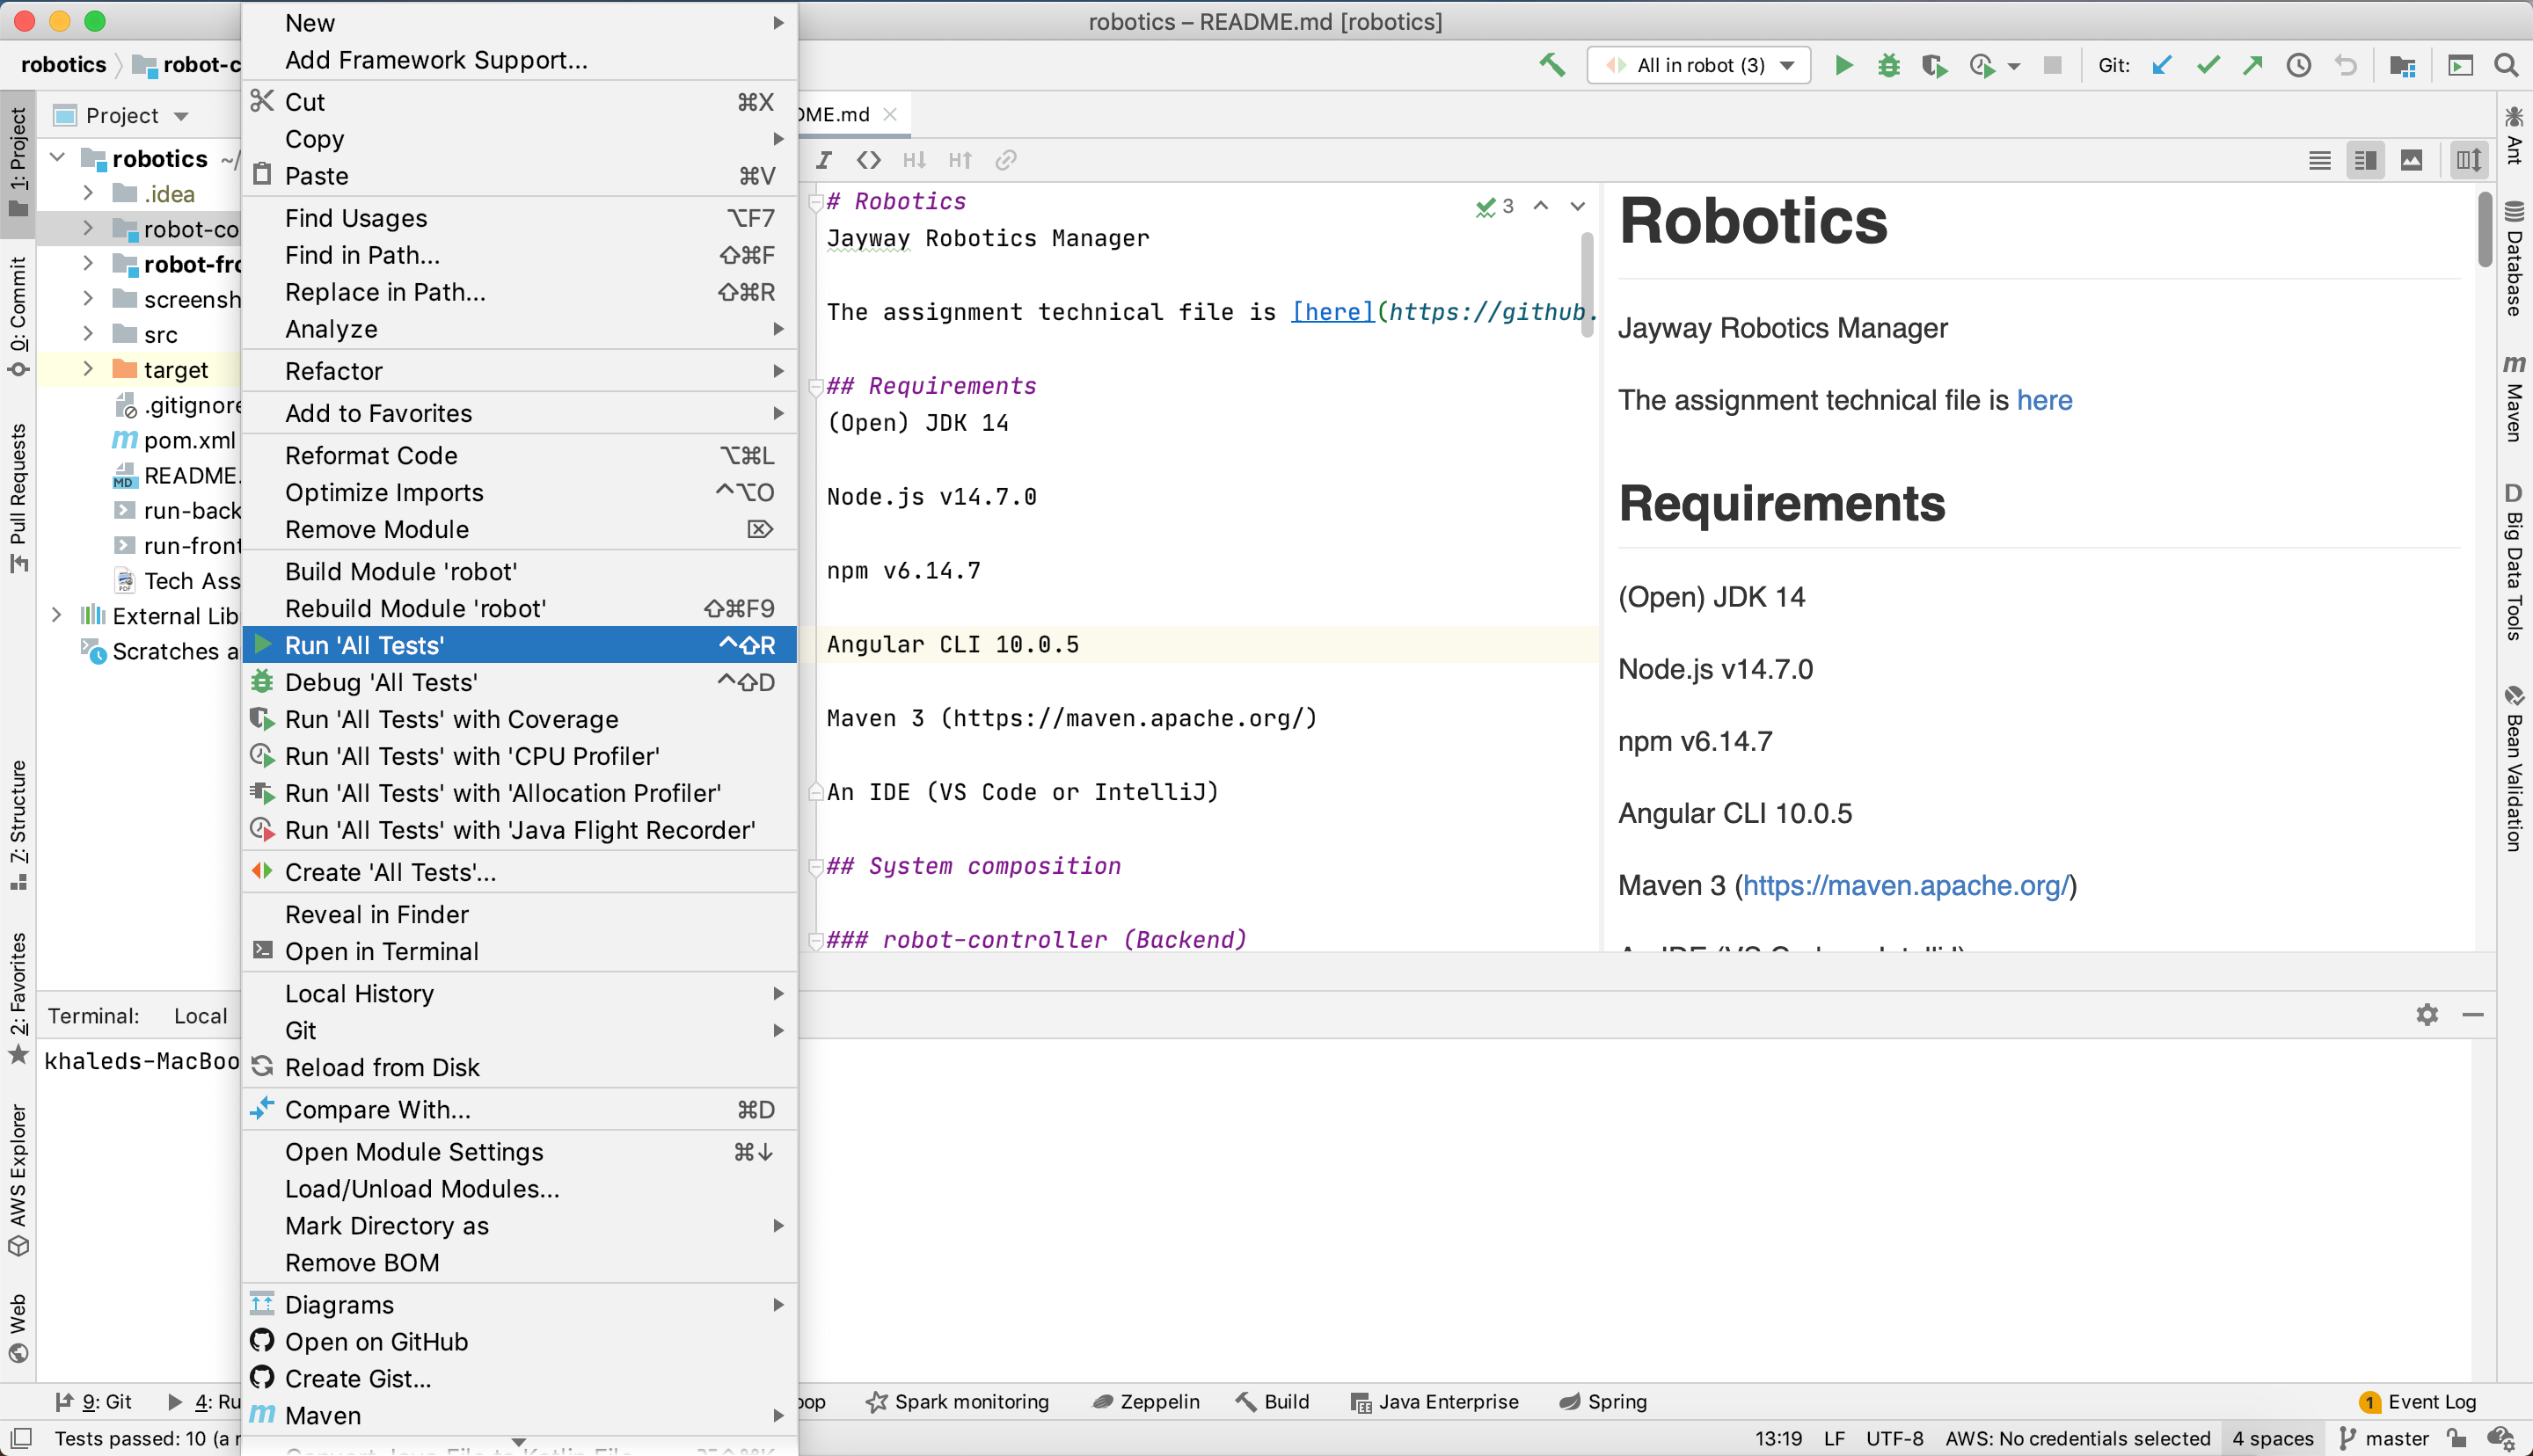 robotics – README.md [robotics]
robotics
robot-c
All in robot (3)
Git:
1: Project
0: Commit
Pull Requests
7: Structure
2: Favorites
AWS Explorer
Web
Project
robotics ~/
.idea
robot-co
robot-fro
screensh
src
target
.gitignore
pom.xml
README.
run-back
run-front
Tech Ass
External Lib
Scratches a
New
Add Framework Support...
Cut ⌘X
Copy
Paste ⌘V
Find Usages ⌥F7
Find in Path... ⇧⌘F
Replace in Path... ⇧⌘R
Analyze
Refactor
Add to Favorites
Reformat Code ⌥⌘L
Optimize Imports ^⌥O
Remove Module ⌦
Build Module 'robot'
Rebuild Module 'robot' ⇧⌘F9
Run 'All Tests' ^⇧R
Debug 'All Tests' ^⇧D
Run 'All Tests' with Coverage
Run 'All Tests' with 'CPU Profiler'
Run 'All Tests' with 'Allocation Profiler'
Run 'All Tests' with 'Java Flight Recorder'
Create 'All Tests'...
Reveal in Finder
Open in Terminal
Local History
Git
Reload from Disk
Compare With... ⌘D
Open Module Settings ⌘↓
Load/Unload Modules...
Mark Directory as
Remove BOM
Diagrams
Open on GitHub
Create Gist...
Maven
DME.md
3
# Robotics
Jayway Robotics Manager
The assignment technical file is [here](https://github.
## Requirements
(Open) JDK 14
Node.js v14.7.0
npm v6.14.7
Angular CLI 10.0.5
Maven 3 (https://maven.apache.org/)
An IDE (VS Code or IntelliJ)
## System composition
### robot-controller (Backend)
Robotics
Jayway Robotics Manager
The assignment technical file is here
Requirements
(Open) JDK 14
Node.js v14.7.0
npm v6.14.7
Angular CLI 10.0.5
Maven 3 (https://maven.apache.org/)
Ant
Database
Maven
Big Data Tools
Bean Validation
Terminal: Local
khaleds-MacBoo
9: Git
4: Ru
oop
Spark monitoring
Zeppelin
Build
Java Enterprise
Spring
1 Event Log
Tests passed: 10 (a r
13:19 LF UTF-8 AWS: No credentials selected 4 spaces master